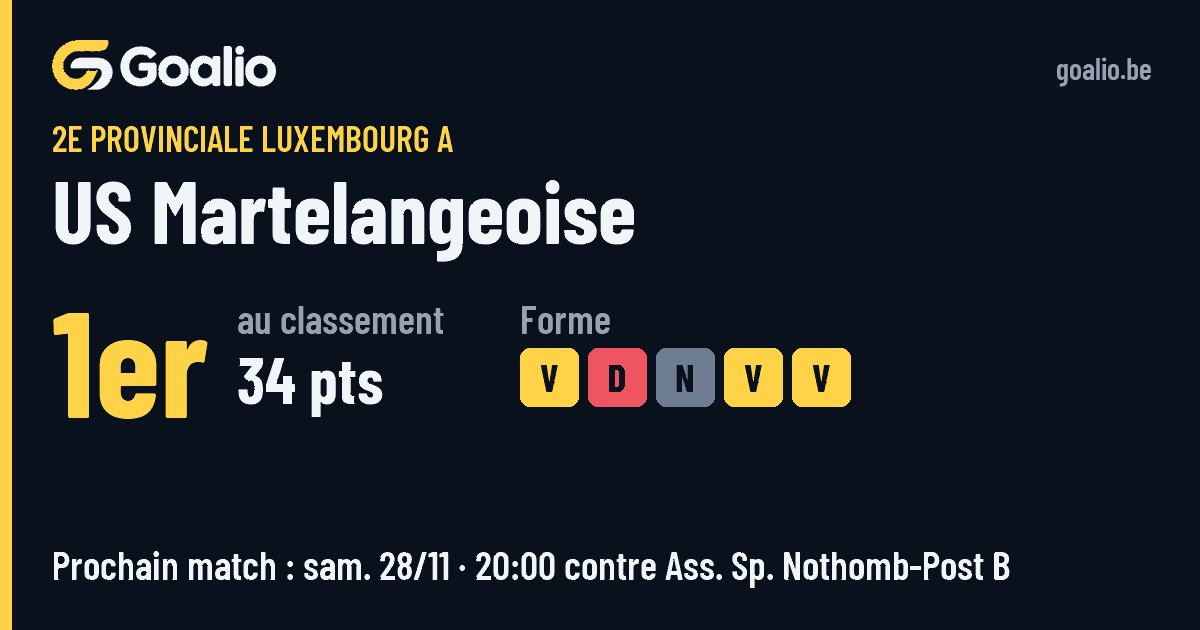 Goalio
goalio.be
2E PROVINCIALE LUXEMBOURG A
US Martelangeoise
1er
au classement
34 pts
Forme
V D N V V
Prochain match : sam. 28/11 · 20:00 contre Ass. Sp. Nothomb-Post B